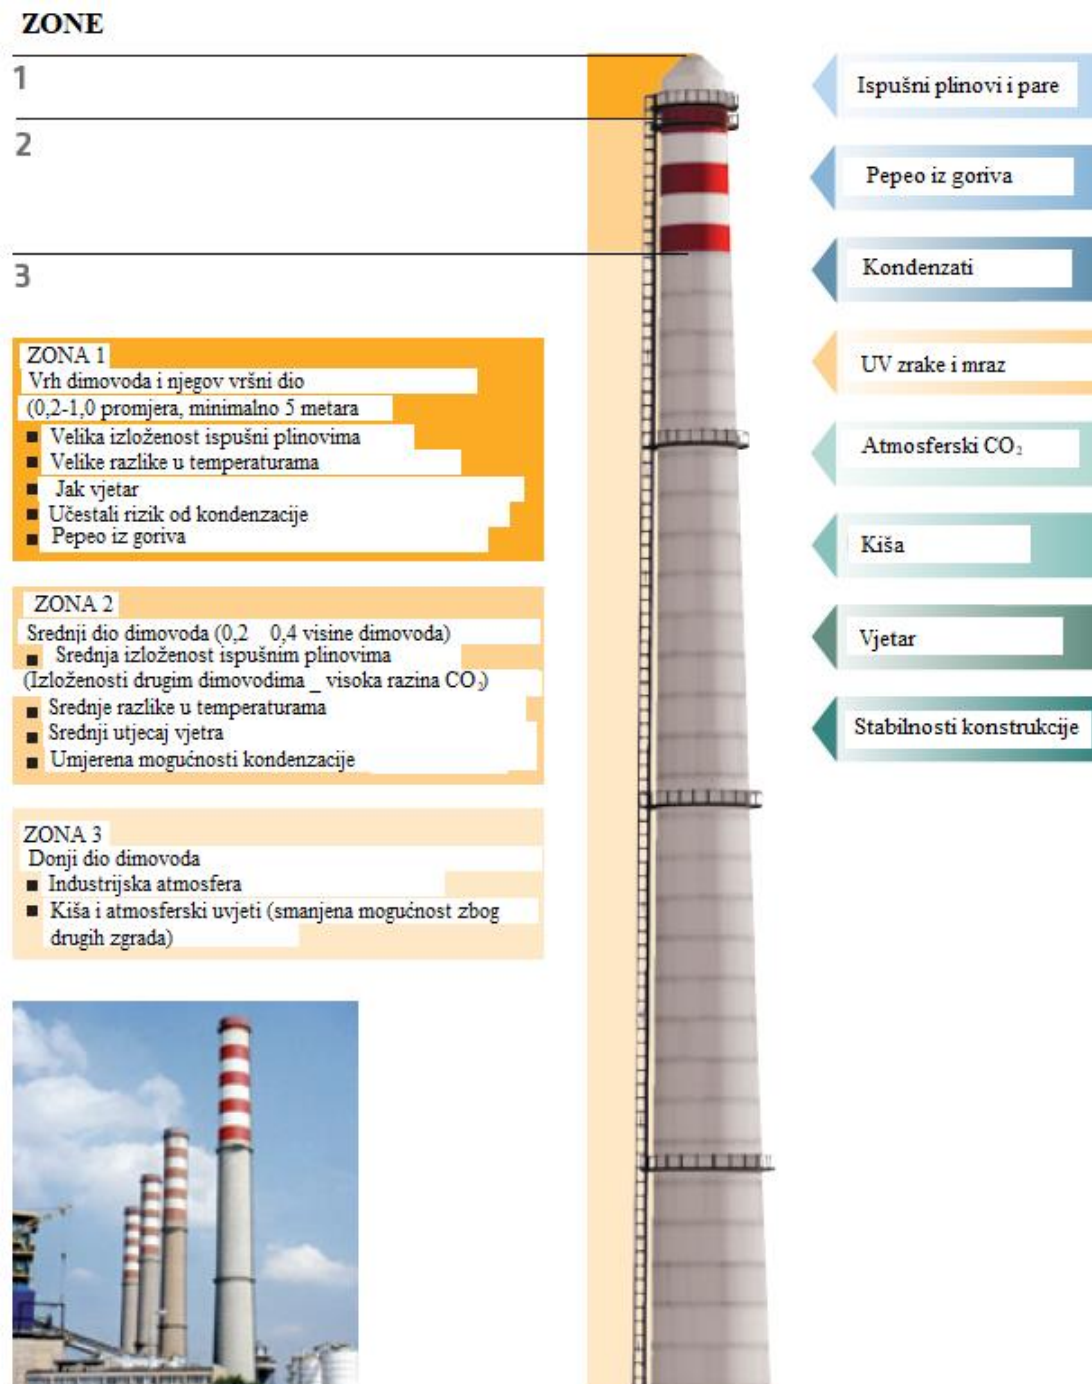 ZONE
1
2
3
ZONA 1
Vrh dimovoda i njegov vršni dio
(0,2-1,0 promjera, minimalno 5 metara
Velika izloženost ispušni plinovima
Velike razlike u temperaturama
Jak vjetar
Učestali rizik od kondenzacije
Pepeo iz goriva
ZONA 2
Srednji dio dimovoda (0,2 _ 0,4 visine dimovoda)
Srednja izloženost ispušnim plinovima
(Izloženosti drugim dimovodima _ visoka razina CO₂)
Srednje razlike u temperaturama
Srednji utjecaj vjetra
Umjerena mogućnosti kondenzacije
ZONA 3
Donji dio dimovoda
Industrijska atmosfera
Kiša i atmosferski uvjeti (smanjena mogućnost zbog
drugih zgrada)
Ispušni plinovi i pare
Pepeo iz goriva
Kondenzati
UV zrake i mraz
Atmosferski CO₂
Kiša
Vjetar
Stabilnosti konstrukcije